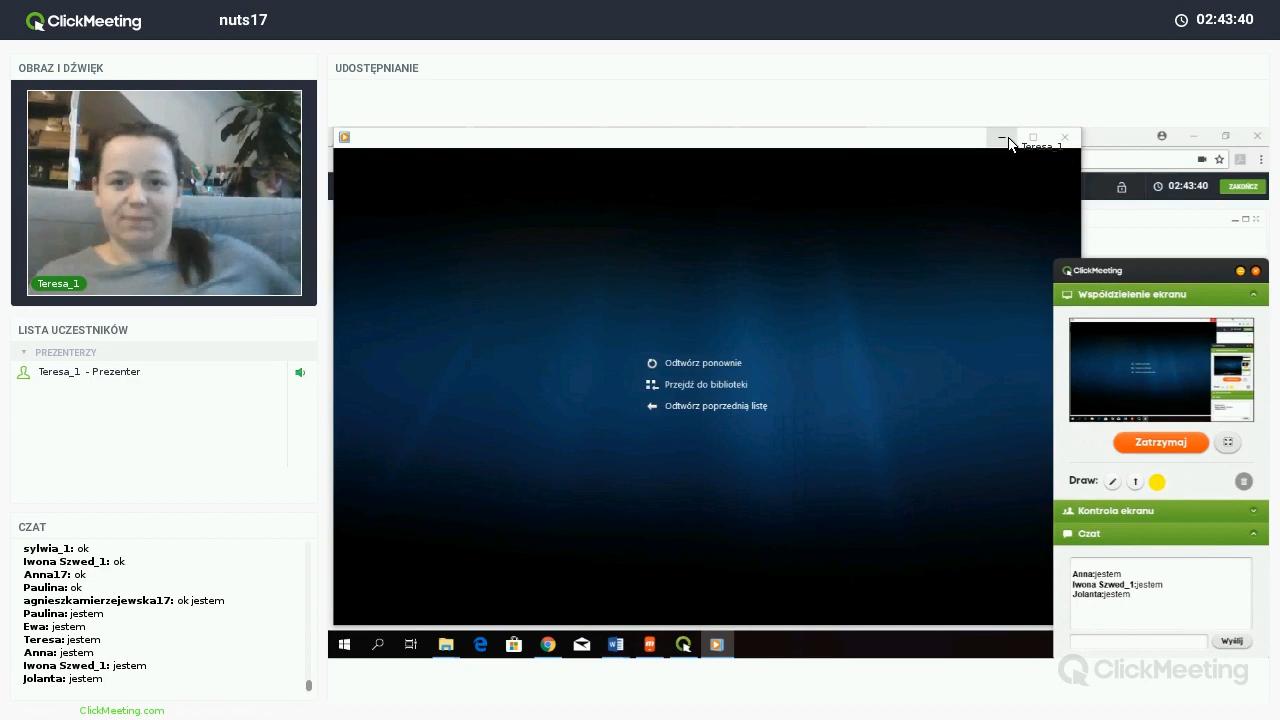 ClickMeeting
nuts17
02:43:40
OBRAZ I DŹWIĘK
Teresa_1
LISTA UCZESTNIKÓW
PREZENTERZY
Teresa_1 - Prezenter
CZAT
sylwia_1: ok
Iwona Szwed_1: ok
Anna17: ok
Paulina: ok
agnieszkamierzejewska17: ok jestem
Paulina: jestem
Ewa: jestem
Teresa: jestem
Anna: jestem
Iwona Szwed_1: jestem
Jolanta: jestem
ClickMeeting.com
UDOSTĘPNIANIE
Teresa_1
02:43:40
ZAKOŃCZ
Odtwórz ponownie
Przejdź do biblioteki
Odtwórz poprzednią listę
ClickMeeting
Współdzielenie ekranu
Zatrzymaj
Draw:
Kontrola ekranu
Czat
Anna:jestem
Iwona Szwed_1:jestem
Jolanta:jestem
Wyślij
ClickMeeting